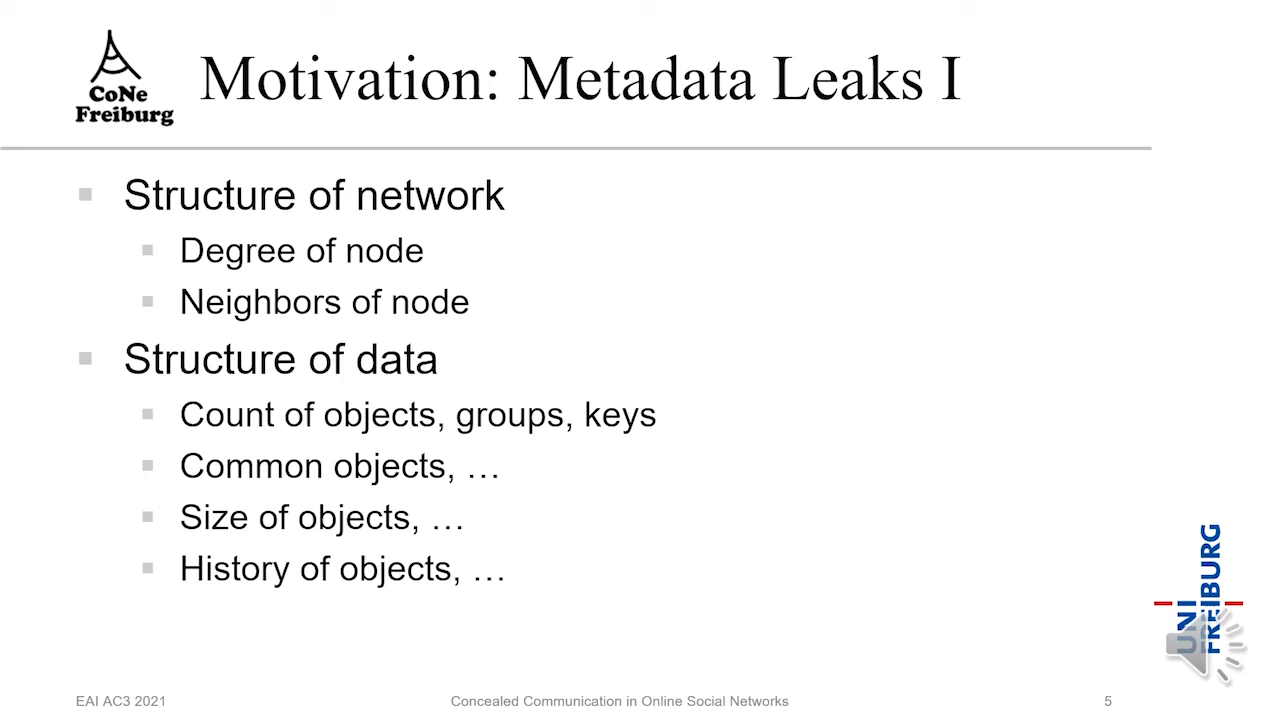 CoNe
Freiburg
Motivation: Metadata Leaks I
Structure of network
Degree of node
Neighbors of node
Structure of data
Count of objects, groups, keys
Common objects, …
Size of objects, …
History of objects, …
UNI
FREIBURG
EAI AC3 2021
Concealed Communication in Online Social Networks
5